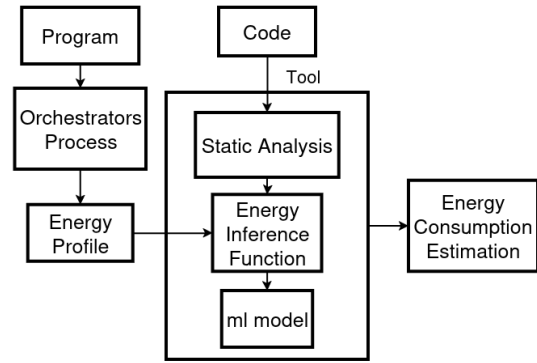 Program
Code
Tool
Orchestrators
Process
Static Analysis
Energy
Profile
Energy
Inference
Function
ml model
Energy
Consumption
Estimation